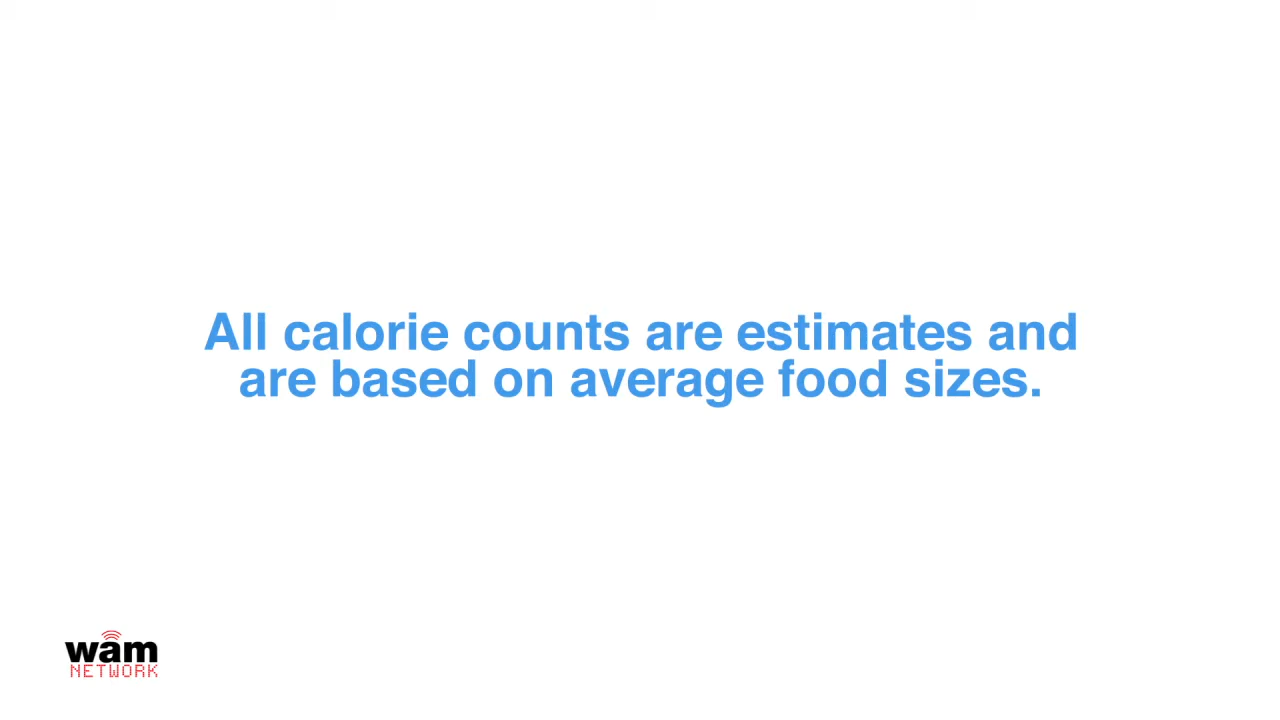 All calorie counts are estimates and
are based on average food sizes.
wam
NETWORK